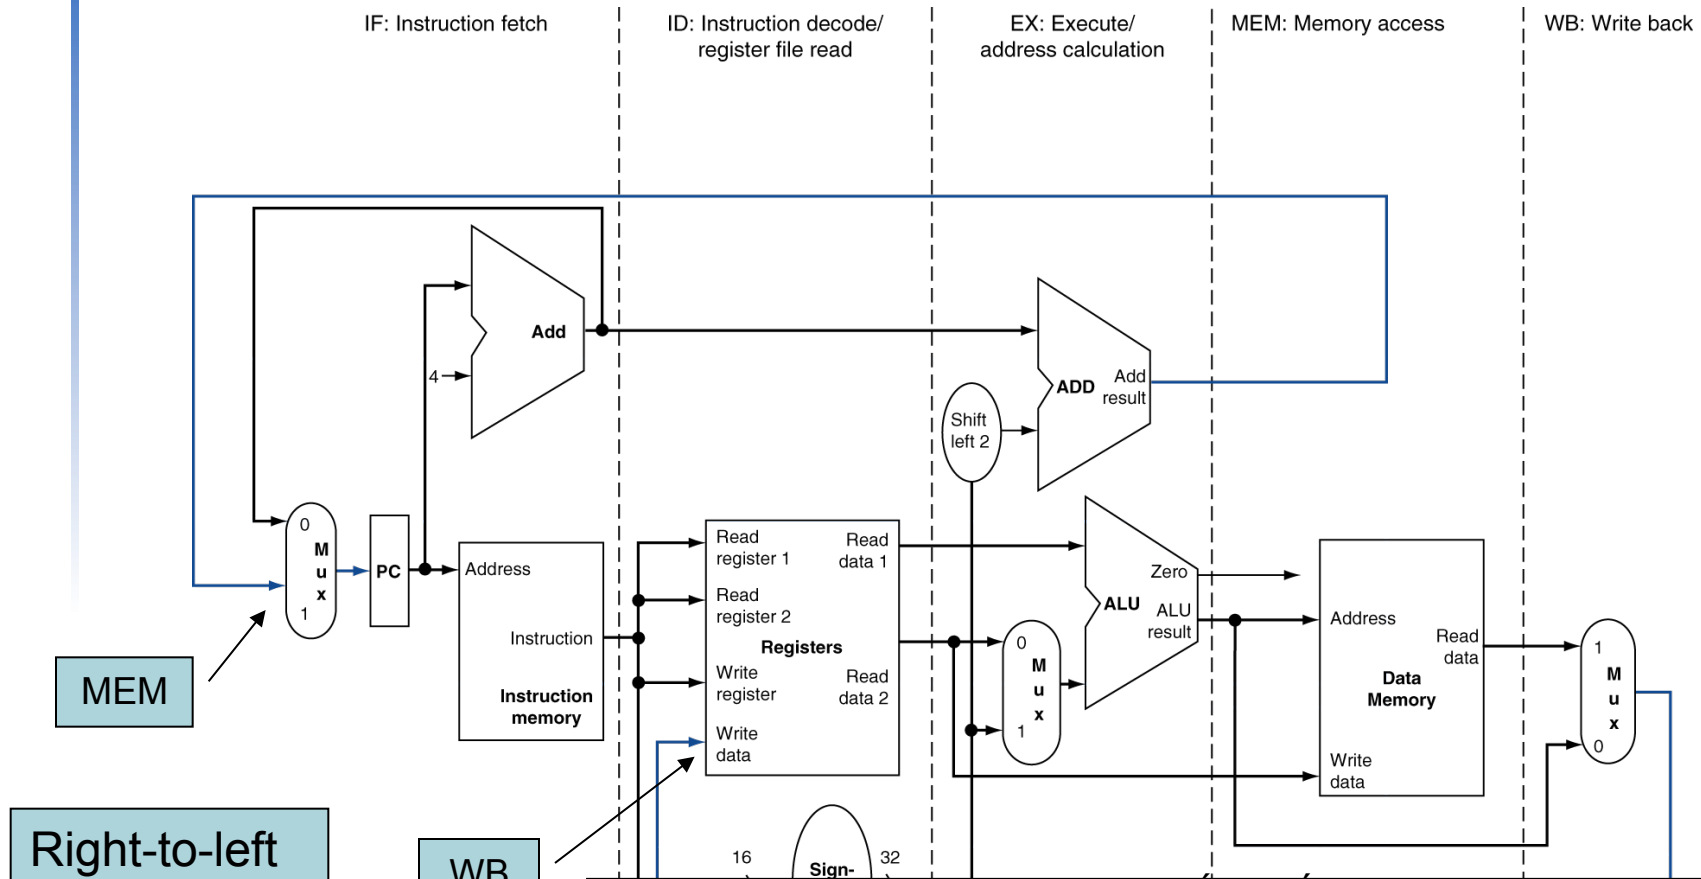 IF: Instruction fetch
ID: Instruction decode/
register file read
EX: Execute/
address calculation
MEM: Memory access
WB: Write back
Add
4
ADD
Add
result
Shift
left 2
0
M
u
x
1
PC
Address
Instruction
Instruction
memory
Read
register 1
Read
register 2
Write
register
Write
data
Registers
Read
data 1
Read
data 2
0
M
u
x
1
Zero
ALU
ALU
result
Address
Read
data
Data
Memory
Write
data
1
M
u
x
0
MEM
Right-to-left
WB
16
Sign-
32